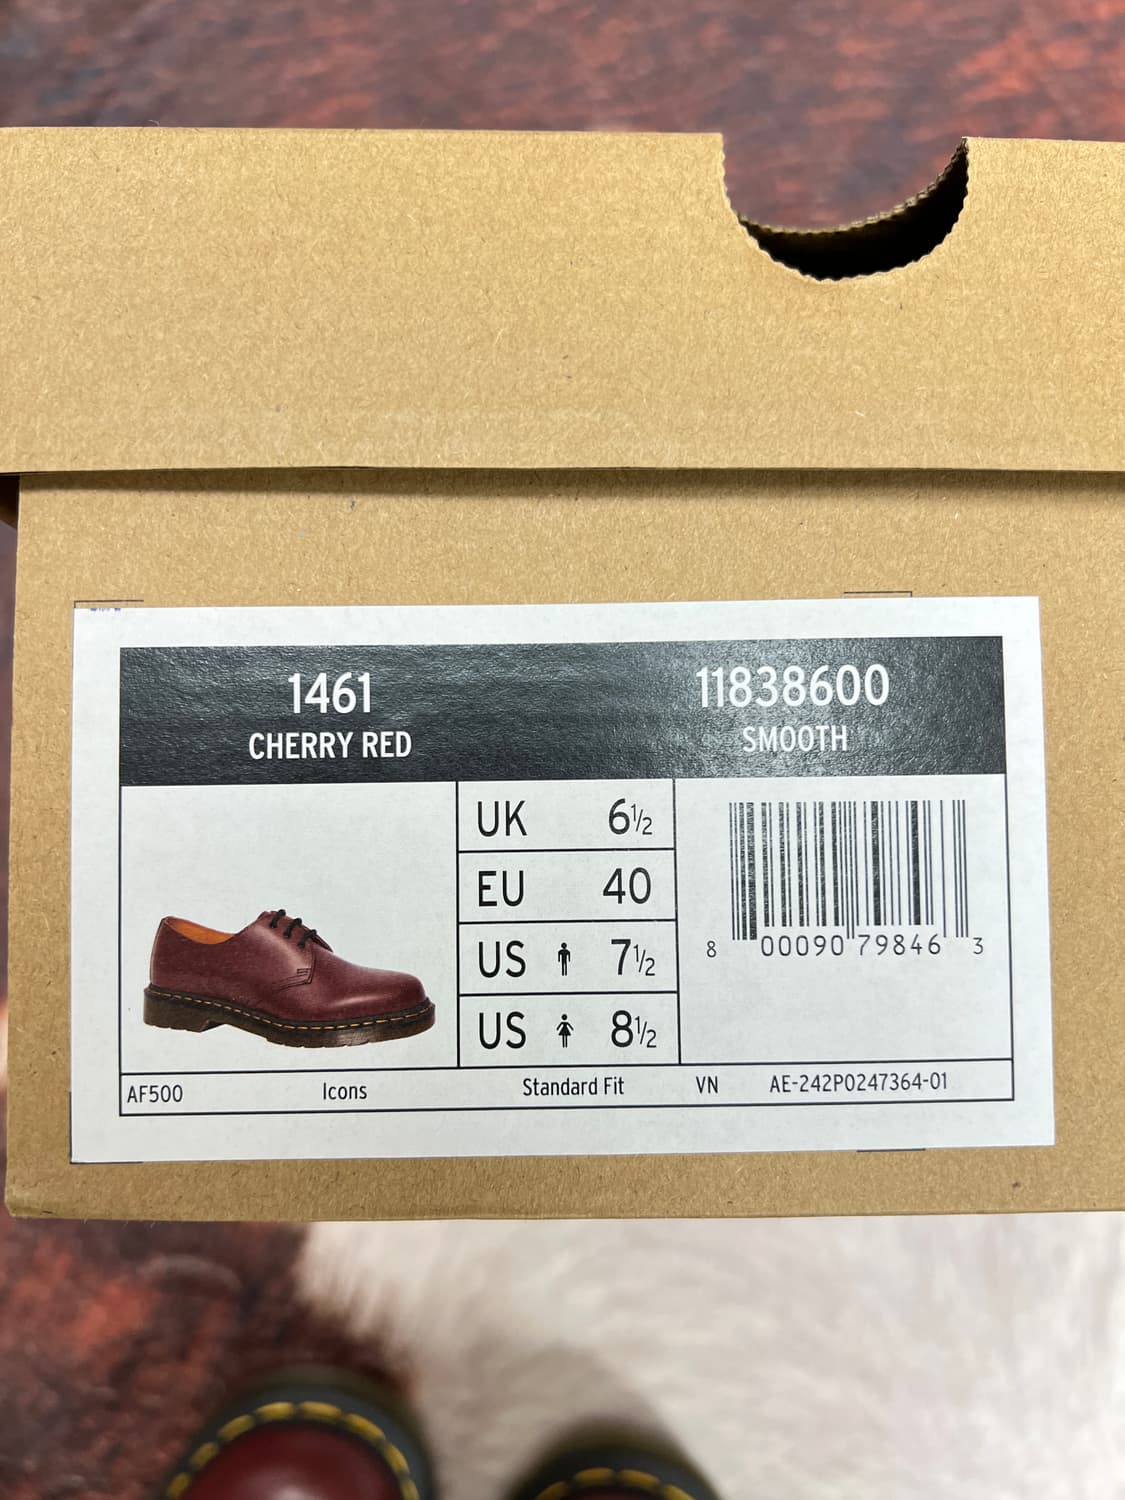 1461
CHERRY RED
11838600
SMOOTH
UK 6½
EU 40
US 7½
US 8½
8 00090 79846 3
AF500 Icons Standard Fit VN AE-242P0247364-01